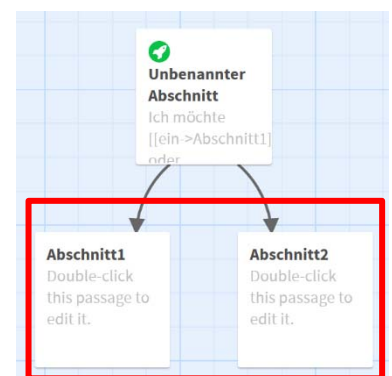 Unbenannter
Abschnitt
Ich möchte
[[ein->Abschnitt1]
oder
Abschnitt1
Double-click
this passage to
edit it.
Abschnitt2
Double-click
this passage to
edit it.